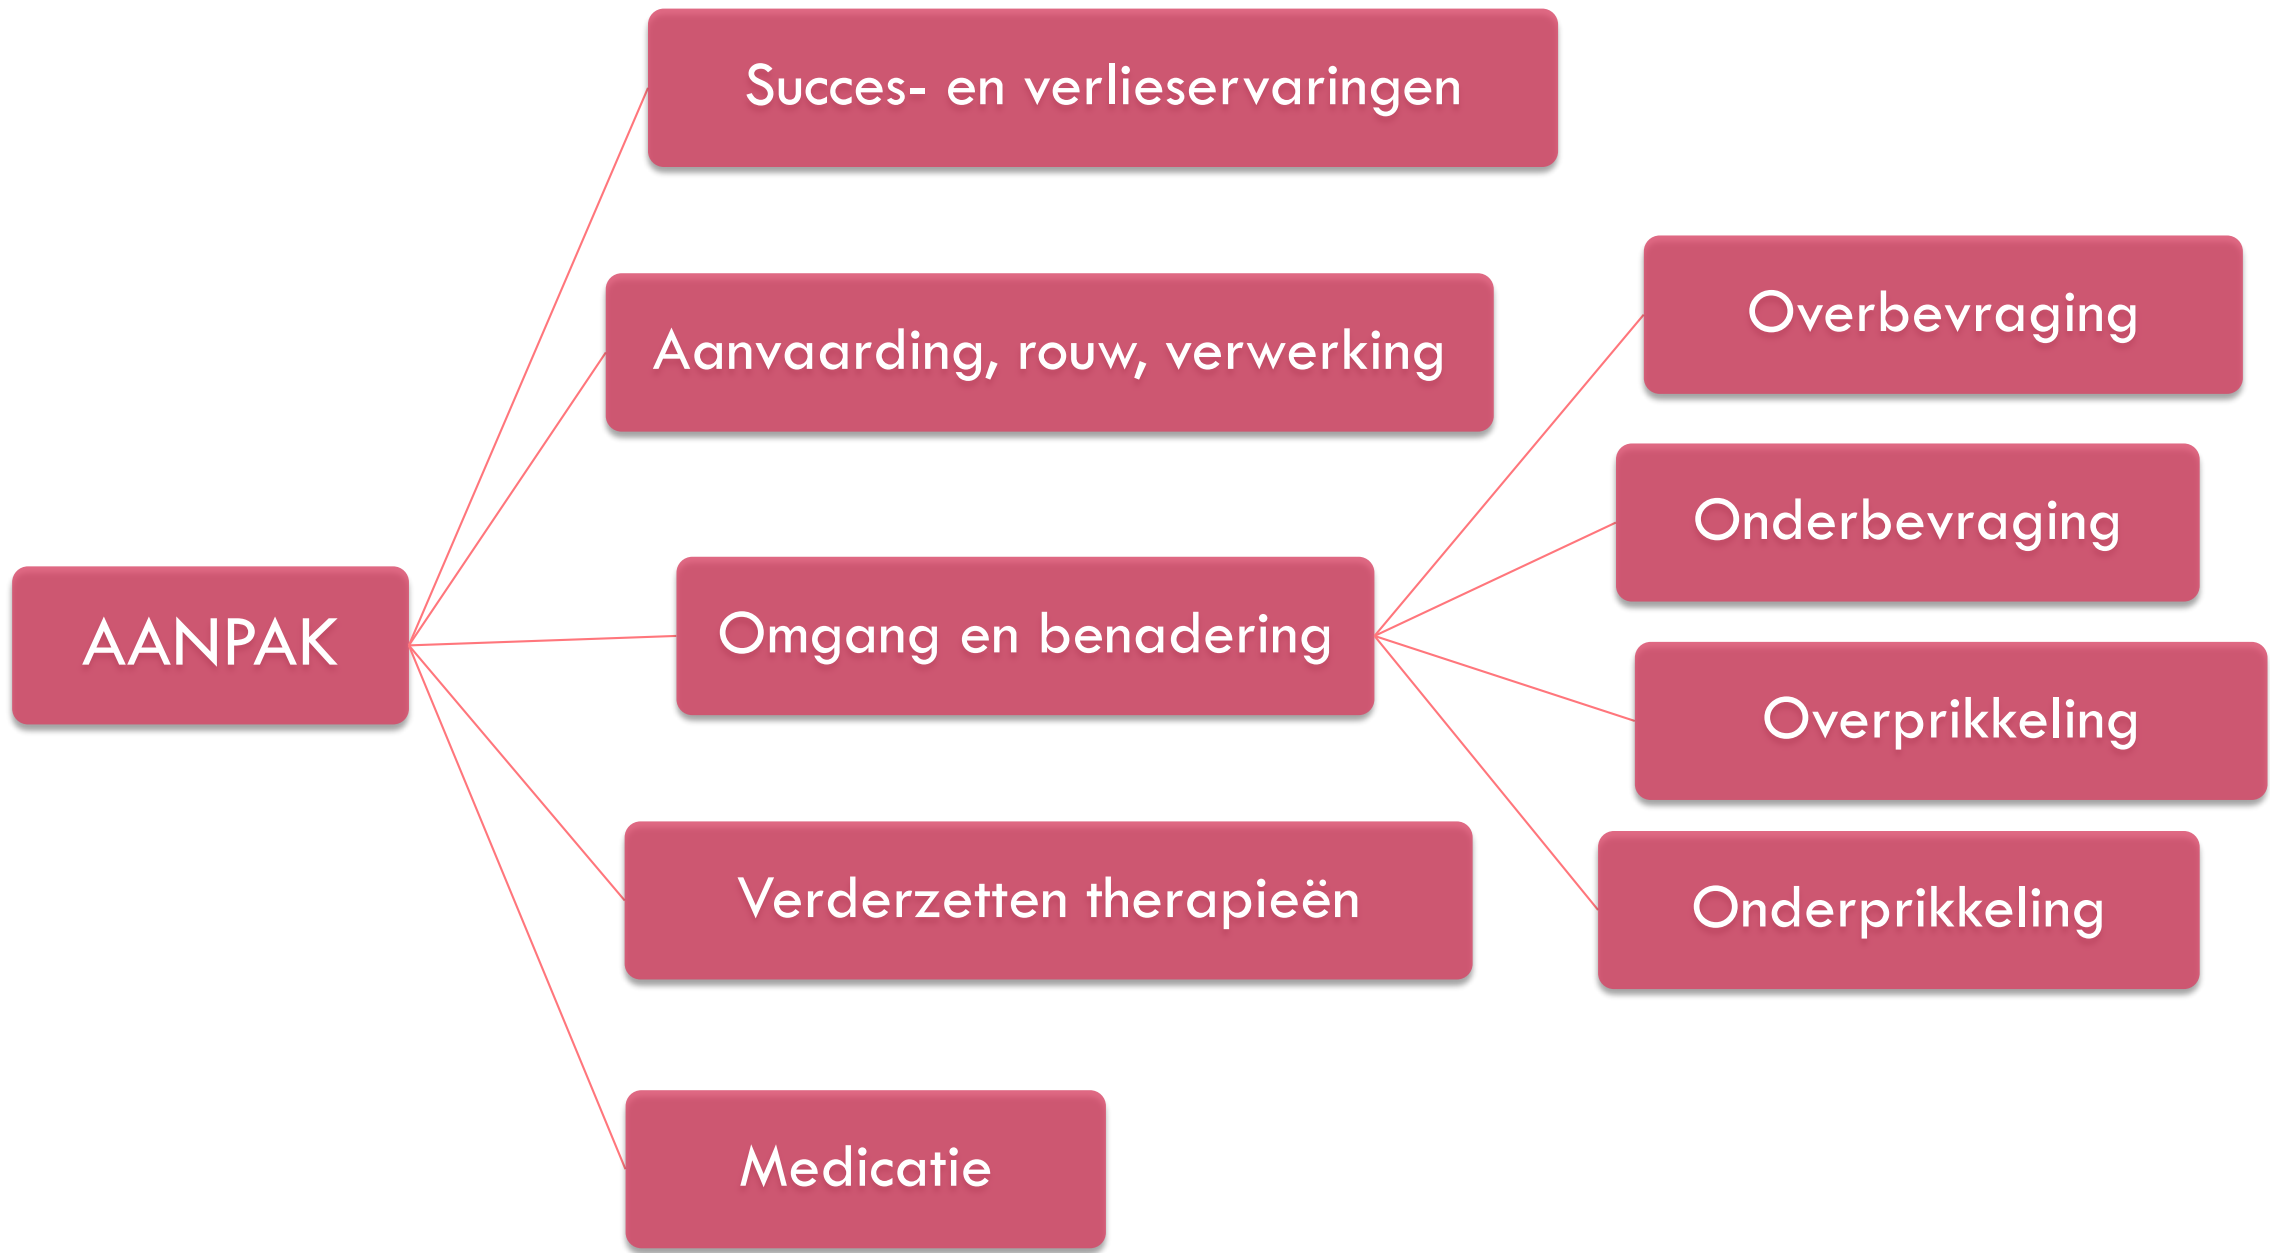 AANPAK
Succes- en verlieservaringen
Aanvaarding, rouw, verwerking
Omgang en benadering
Overbevraging
Onderbevraging
Overprikkeling
Onderprikkeling
Verderzetten therapieën
Medicatie